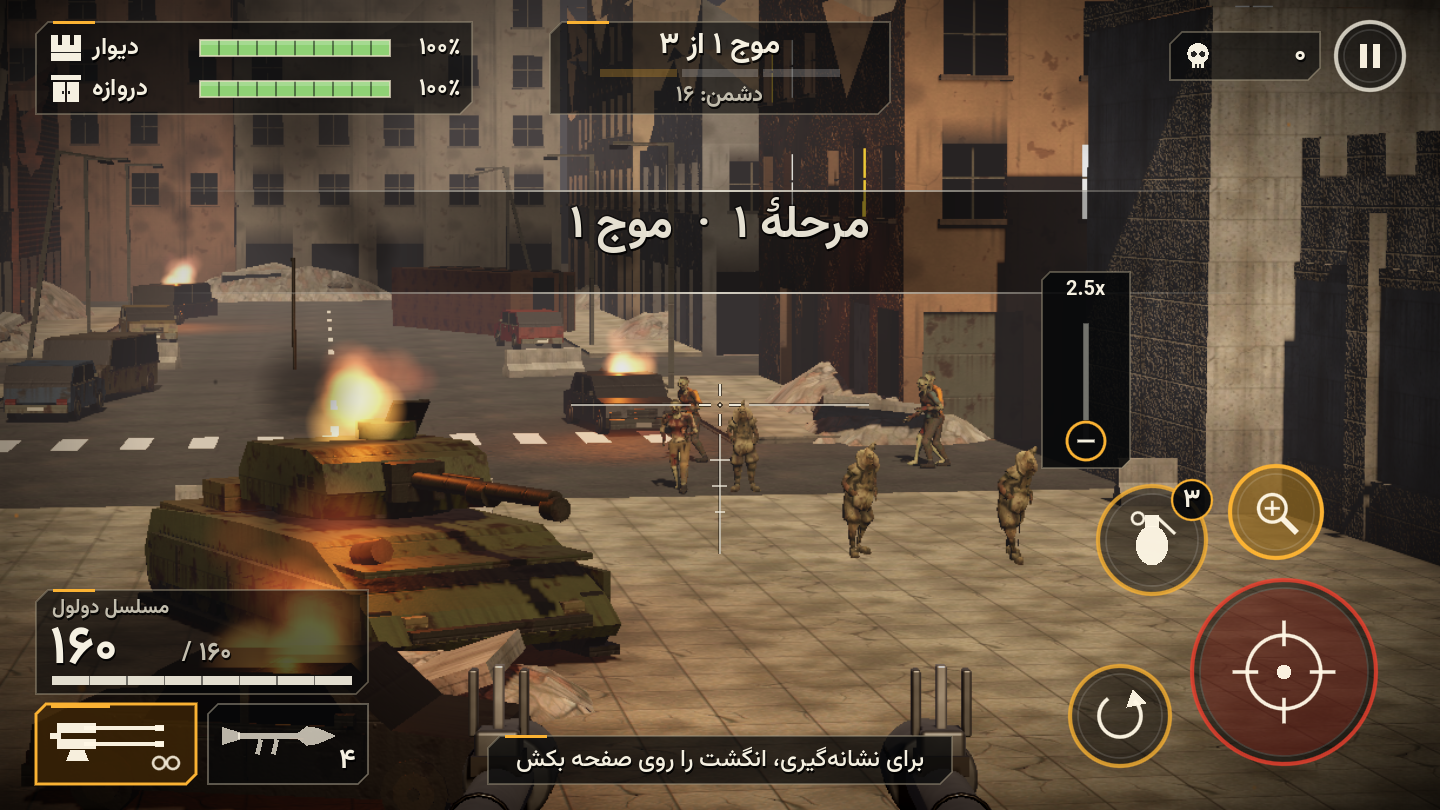 دیوار ۱۰۰٪
دروازه ۱۰۰٪
موج ۱ از ۳
دشمن: ۱۶
۰
مرحلهٔ ۱ · موج ۱
2.5x
۳
مسلسل دولول
۱۶۰ / ۱۶۰
∞
۴
برای نشانه‌گیری، انگشت را روی صفحه بکش